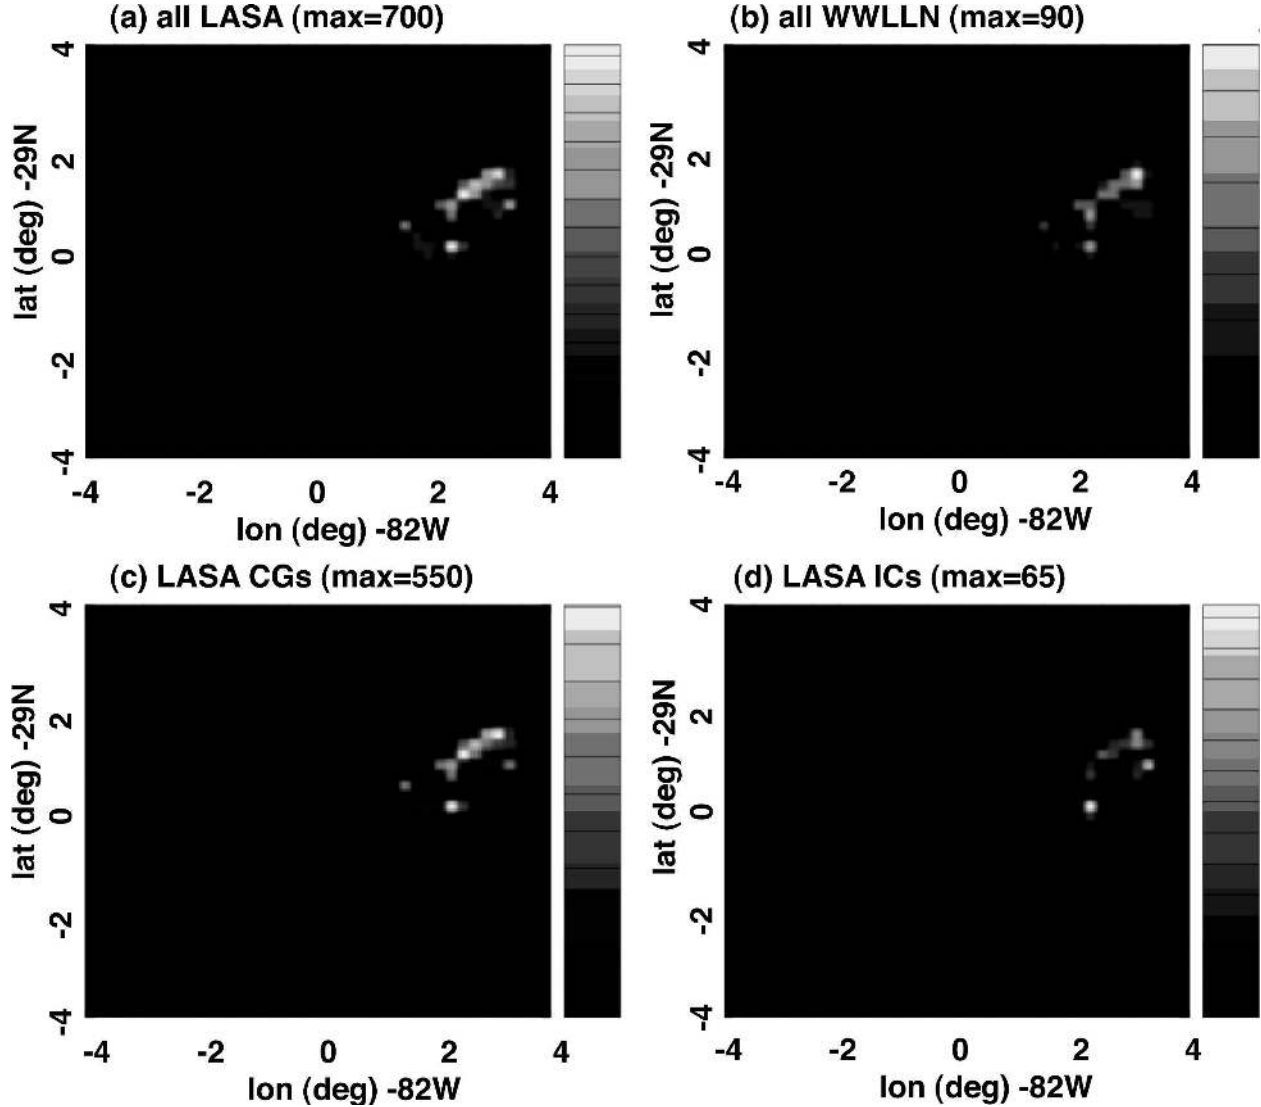 (a) all LASA (max=700)
4
2
0
-2
-4
lat (deg) -29N
-4 -2 0 2 4
lon (deg) -82W
(b) all WWLLN (max=90)
4
2
0
-2
-4
lat (deg) -29N
-4 -2 0 2 4
lon (deg) -82W
(c) LASA CGs (max=550)
4
2
0
-2
-4
lat (deg) -29N
-4 -2 0 2 4
lon (deg) -82W
(d) LASA ICs (max=65)
4
2
0
-2
-4
lat (deg) -29N
-4 -2 0 2 4
lon (deg) -82W